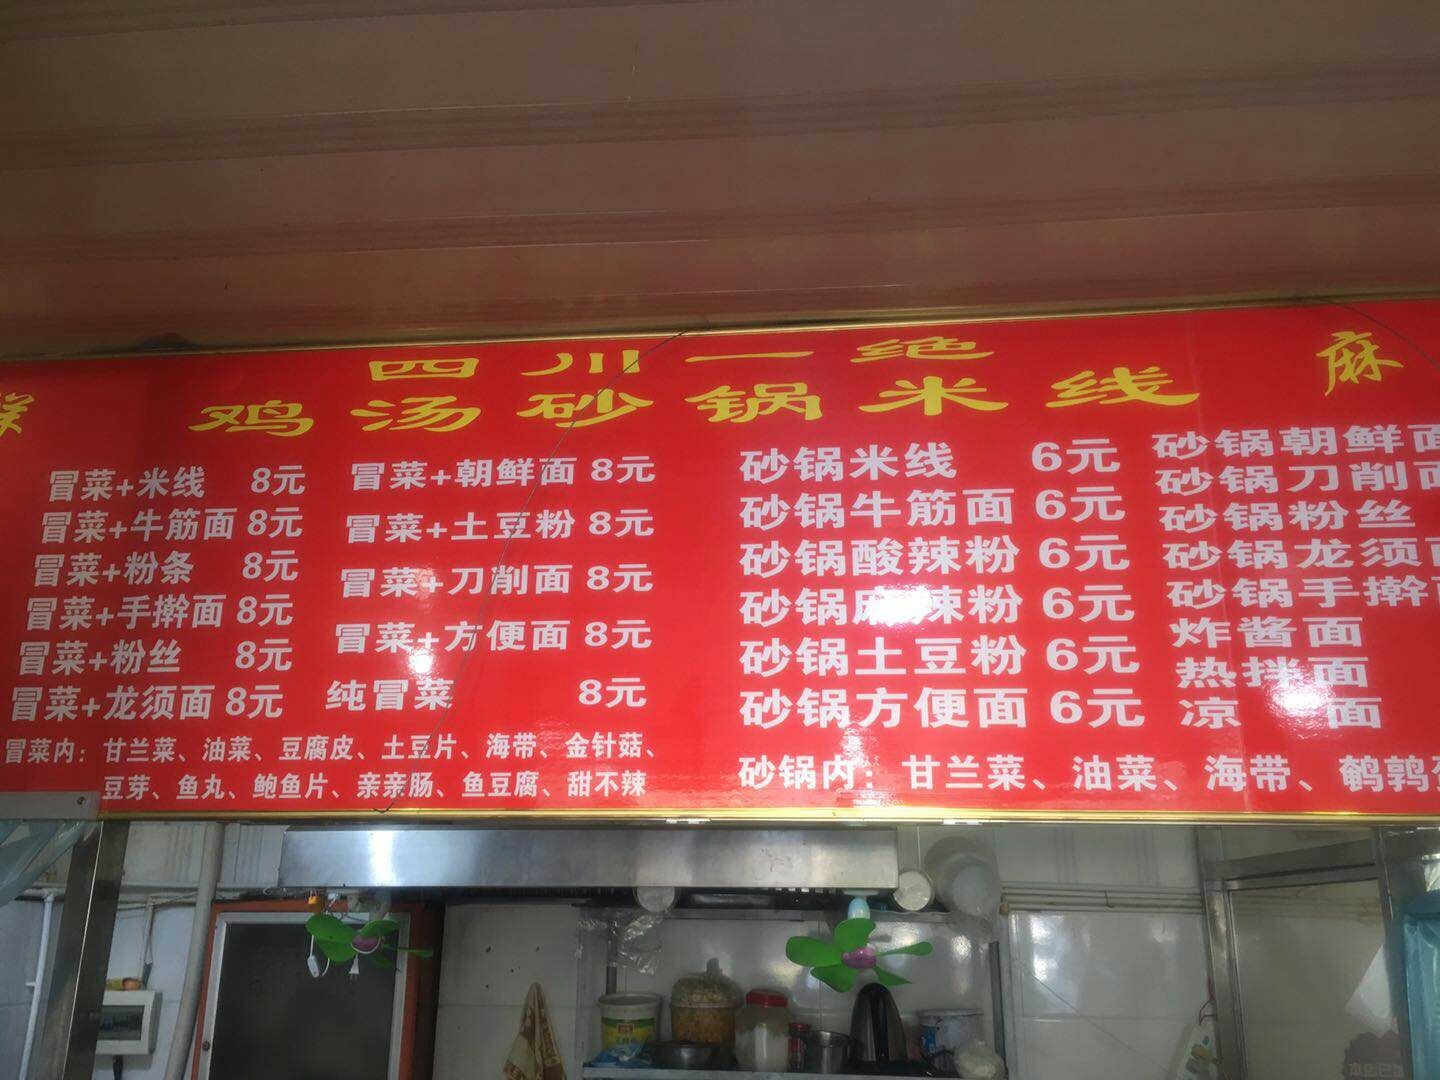 四川一绝
鸡汤砂锅米线
麻
冒菜+米线 8元
冒菜+牛筋面 8元
冒菜+粉条 8元
冒菜+手擀面 8元
冒菜+粉丝 8元
冒菜+龙须面 8元
冒菜+朝鲜面 8元
冒菜+土豆粉 8元
冒菜+刀削面 8元
冒菜+方便面 8元
纯冒菜 8元
冒菜内：甘兰菜、油菜、豆腐皮、土豆片、海带、金针菇、
豆芽、鱼丸、鲍鱼片、亲亲肠、鱼豆腐、甜不辣
砂锅米线 6元
砂锅牛筋面 6元
砂锅酸辣粉 6元
砂锅麻辣粉 6元
砂锅土豆粉 6元
砂锅方便面 6元
砂锅朝鲜面
砂锅刀削面
砂锅粉丝
砂锅龙须面
砂锅手擀面
炸酱面
热拌面
凉 面
砂锅内：甘兰菜、油菜、海带、鹌鹑